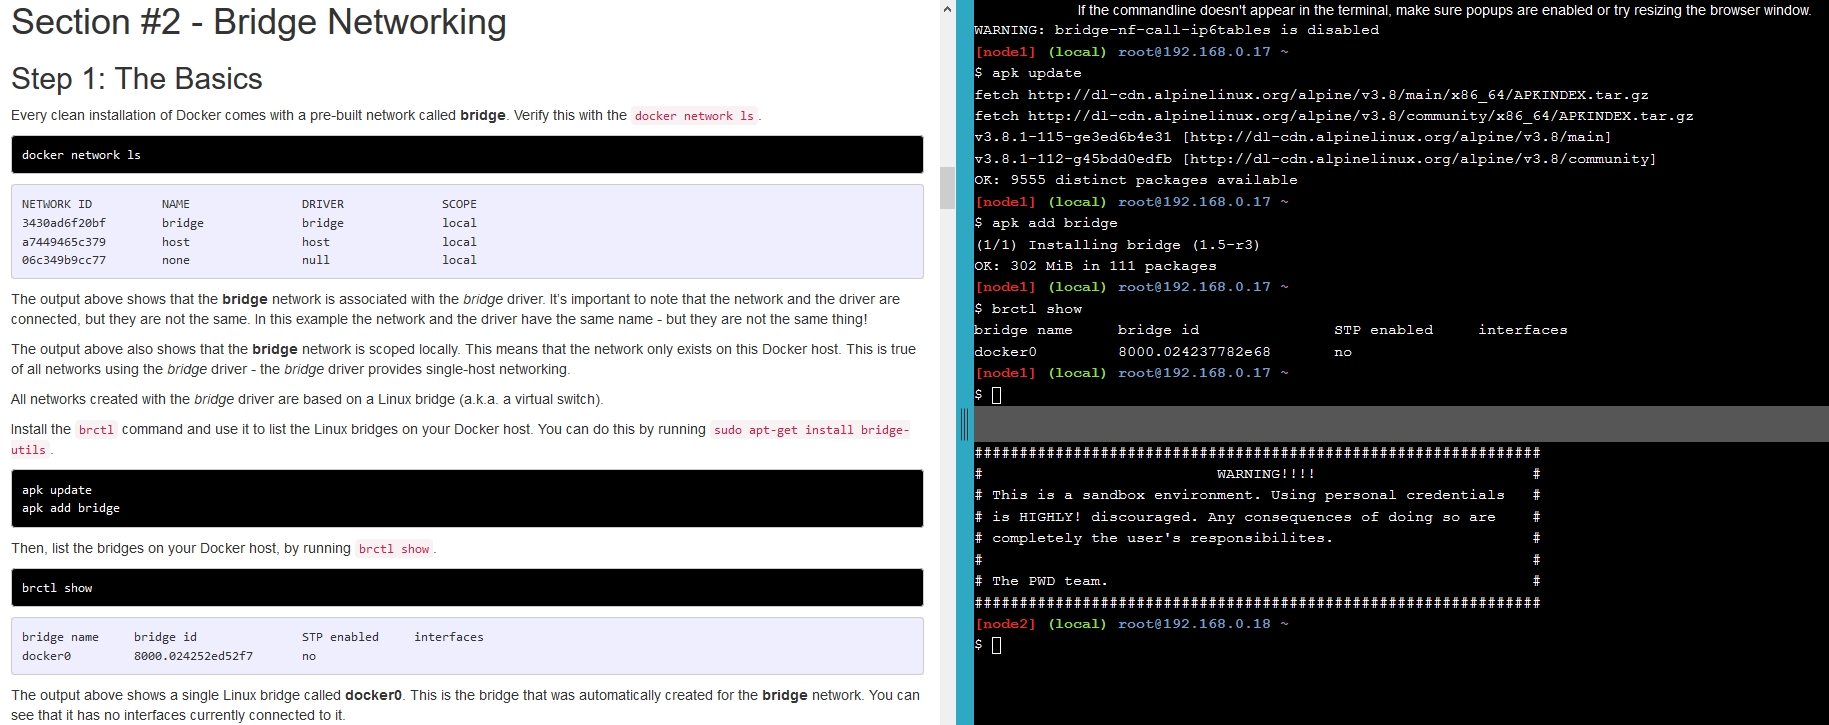 Section #2 - Bridge Networking
Step 1: The Basics
Every clean installation of Docker comes with a pre-built network called bridge. Verify this with the docker network ls.
docker network ls
NETWORK ID NAME DRIVER SCOPE
3430ad6f20bf bridge bridge local
a7449465c379 host host local
06c349b9cc77 none null local
The output above shows that the bridge network is associated with the bridge driver. It's important to note that the network and the driver are
connected, but they are not the same. In this example the network and the driver have the same name - but they are not the same thing!
The output above also shows that the bridge network is scoped locally. This means that the network only exists on this Docker host. This is true
of all networks using the bridge driver - the bridge driver provides single-host networking.
All networks created with the bridge driver are based on a Linux bridge (a.k.a. a virtual switch).
Install the brctl command and use it to list the Linux bridges on your Docker host. You can do this by running sudo apt-get install bridge-
utils.
apk update
apk add bridge
Then, list the bridges on your Docker host, by running brctl show.
brctl show
bridge name bridge id STP enabled interfaces
docker0 8000.024252ed52f7 no
The output above shows a single Linux bridge called docker0. This is the bridge that was automatically created for the bridge network. You can
see that it has no interfaces currently connected to it.
If the commandline doesn't appear in the terminal, make sure popups are enabled or try resizing the browser window.
WARNING: bridge-nf-call-ip6tables is disabled
[node1] (local) root@192.168.0.17 ~
$ apk update
fetch http://dl-cdn.alpinelinux.org/alpine/v3.8/main/x86_64/APKINDEX.tar.gz
fetch http://dl-cdn.alpinelinux.org/alpine/v3.8/community/x86_64/APKINDEX.tar.gz
v3.8.1-115-ge3ed6b4e31 [http://dl-cdn.alpinelinux.org/alpine/v3.8/main]
v3.8.1-112-g45bdd0edfb [http://dl-cdn.alpinelinux.org/alpine/v3.8/community]
OK: 9555 distinct packages available
[node1] (local) root@192.168.0.17 ~
$ apk add bridge
(1/1) Installing bridge (1.5-r3)
OK: 302 MiB in 111 packages
[node1] (local) root@192.168.0.17 ~
$ brctl show
bridge name bridge id STP enabled interfaces
docker0 8000.024237782e68 no
[node1] (local) root@192.168.0.17 ~
$
###############################################################
# WARNING!!!! #
# This is a sandbox environment. Using personal credentials #
# is HIGHLY! discouraged. Any consequences of doing so are #
# completely the user's responsibilites. #
# #
# The PWD team. #
###############################################################
[node2] (local) root@192.168.0.18 ~
$